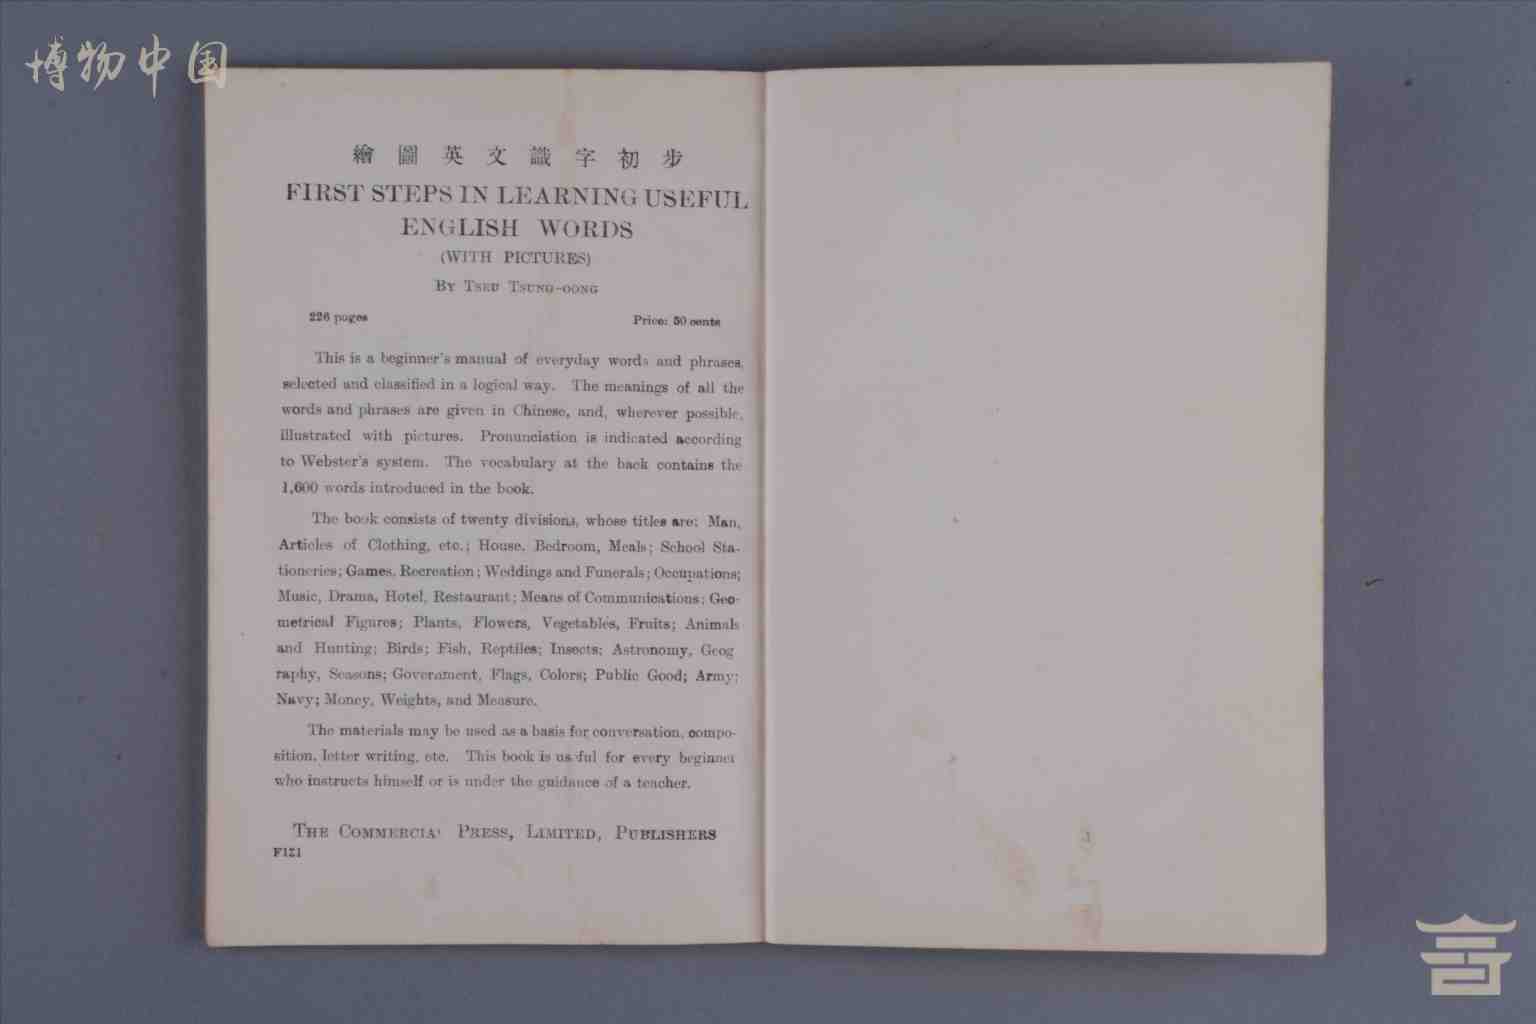 博物中国
繪圖英文識字初步
FIRST STEPS IN LEARNING USEFUL
ENGLISH WORDS
(WITH PICTURES)
BY TSEU TSUNG-OONG
226 pages Price: 50 cents
This is a beginner's manual of everyday words and phrases,
selected and classified in a logical way. The meanings of all the
words and phrases are given in Chinese, and, wherever possible,
illustrated with pictures. Pronunciation is indicated according
to Webster's system. The vocabulary at the back contains the
1,600 words introduced in the book.
The book consists of twenty divisions, whose titles are: Man,
Articles of Clothing, etc.; House, Bedroom, Meals; School Sta-
tioneries; Games, Recreation; Weddings and Funerals; Occupations;
Music, Drama, Hotel, Restaurant; Means of Communications; Geo-
metrical Figures; Plants, Flowers, Vegetables, Fruits; Animals
and Hunting; Birds; Fish, Reptiles; Insects; Astronomy, Geog
raphy, Seasons; Government, Flags, Colors; Public Good; Army;
Navy; Money, Weights, and Measure.
The materials may be used as a basis for conversation, compo-
sition, letter writing, etc. This book is useful for every beginner
who instructs himself or is under the guidance of a teacher.
THE COMMERCIAL PRESS, LIMITED, PUBLISHERS
F121